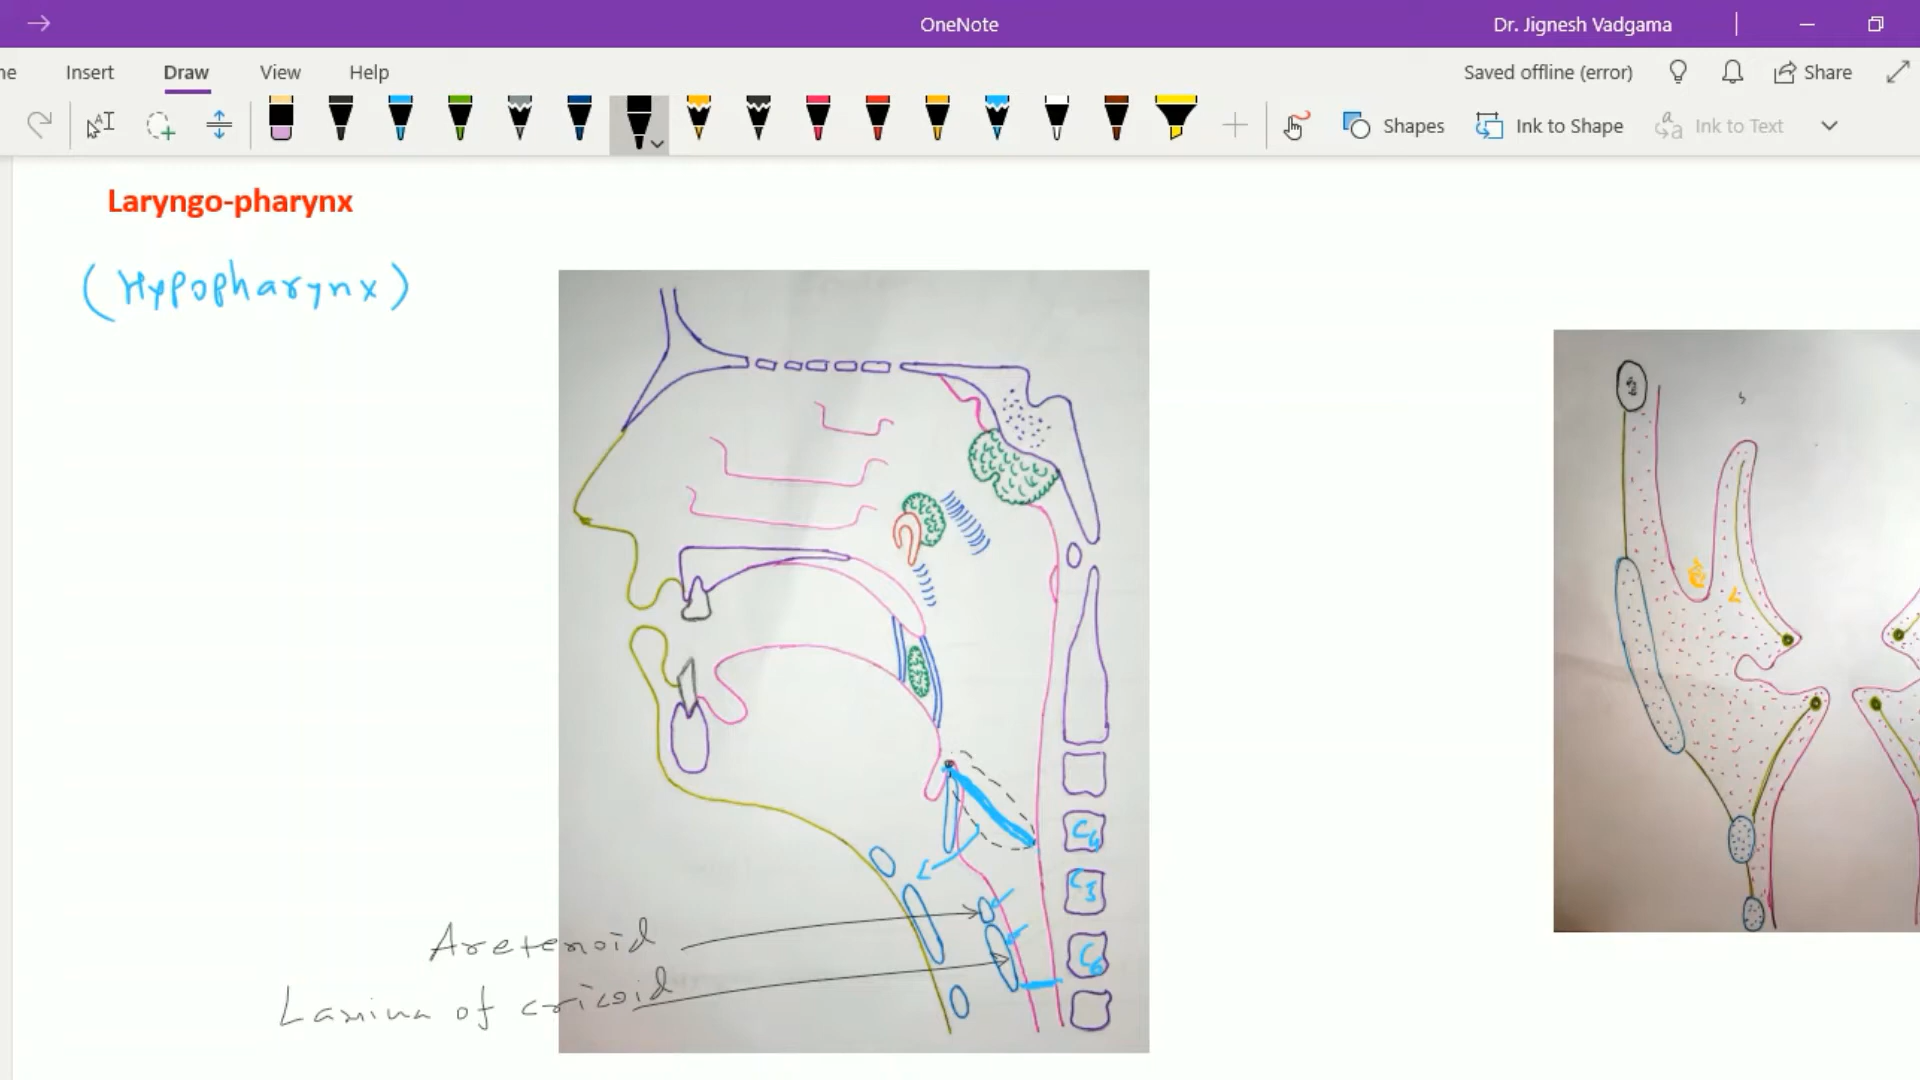 OneNote
Dr. Jignesh Vadgama
Insert
Draw
View
Help
Saved offline (error)
Share
Shapes
Ink to Shape
Ink to Text
Laryngo-pharynx
(Hypopharynx)
C4
C6
Aretenoid
Lamina of cricoid